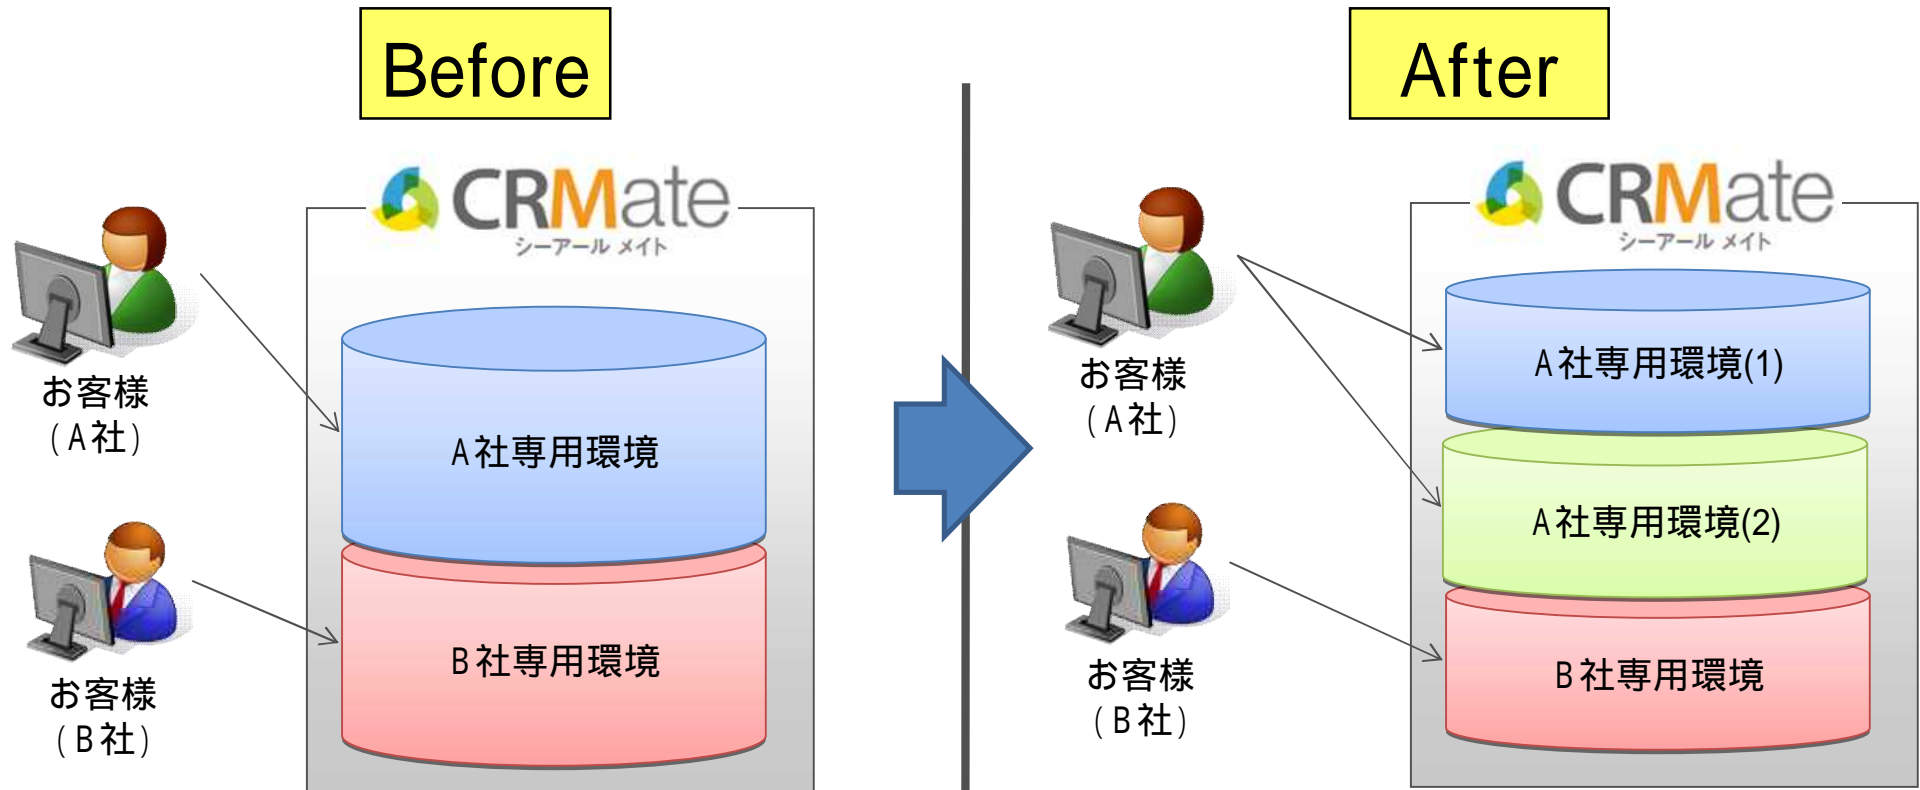 Before
CRMate
シーアール メイト
お客様
(A社)
A社専用環境
お客様
(B社)
B社専用環境
After
CRMate
シーアール メイト
お客様
(A社)
A社専用環境(1)
A社専用環境(2)
お客様
(B社)
B社専用環境